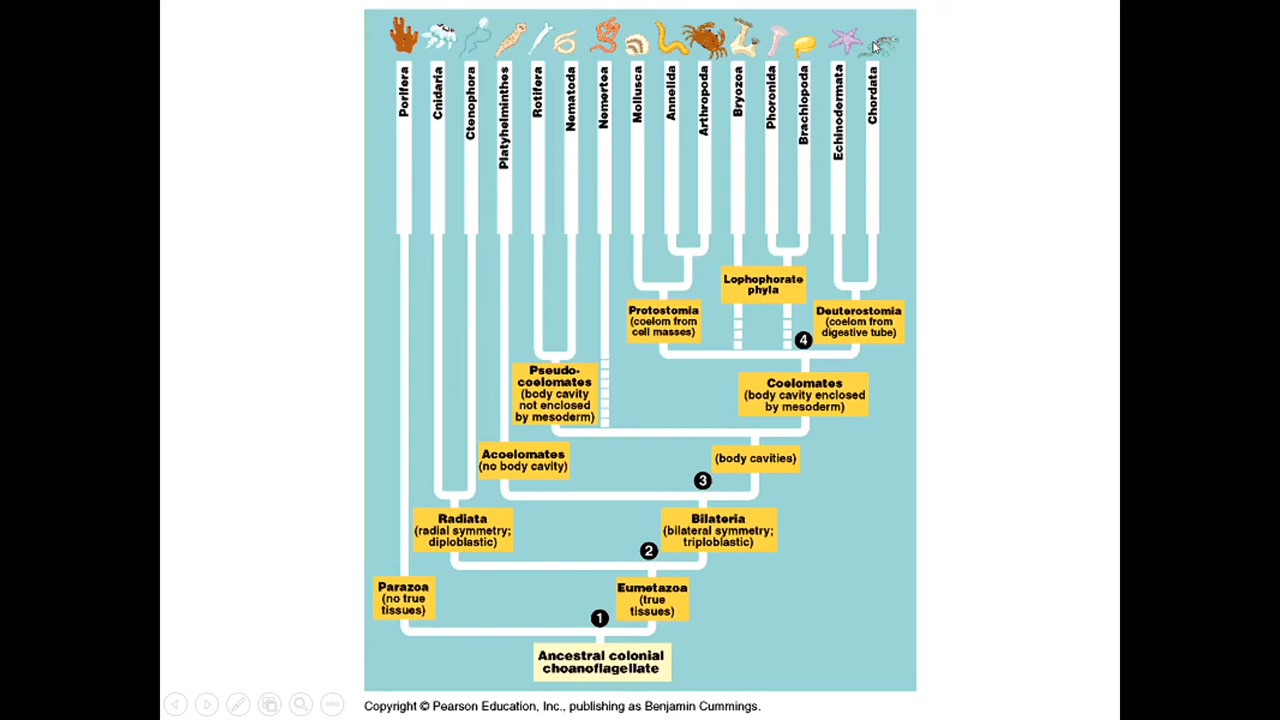 Porifera
Cnidaria
Ctenophora
Platyhelminthes
Rotifera
Nematoda
Nemertea
Mollusca
Annelida
Arthropoda
Bryozoa
Phoronida
Brachiopoda
Echinodermata
Chordata
Lophophorate
phyla
Protostomia
(coelom from
cell masses)
Deuterostomia
(coelom from
digestive tube)
4
Pseudo-
coelomates
(body cavity
not enclosed
by mesoderm)
Coelomates
(body cavity enclosed
by mesoderm)
Acoelomates
(no body cavity)
(body cavities)
3
Radiata
(radial symmetry;
diploblastic)
Bilateria
(bilateral symmetry;
triploblastic)
2
Parazoa
(no true
tissues)
Eumetazoa
(true
tissues)
1
Ancestral colonial
choanoflagellate
Copyright © Pearson Education, Inc., publishing as Benjamin Cummings.